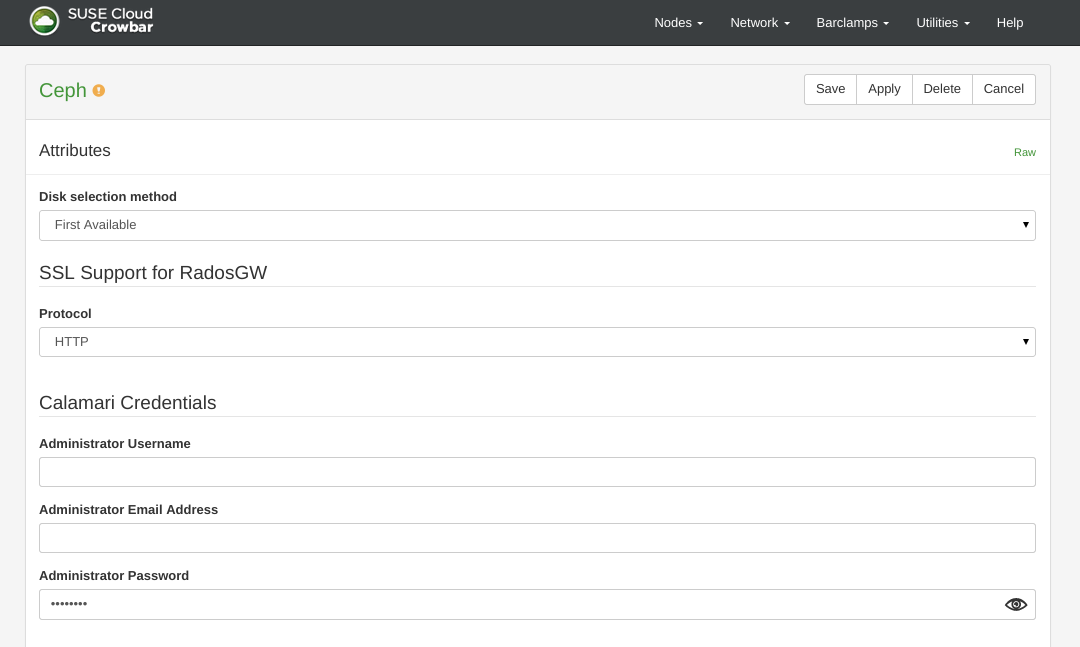 SUSE Cloud
Crowbar
Nodes Network Barclamps Utilities Help
Ceph
Save Apply Delete Cancel
Attributes
Raw
Disk selection method
First Available
SSL Support for RadosGW
Protocol
HTTP
Calamari Credentials
Administrator Username
Administrator Email Address
Administrator Password
••••••••